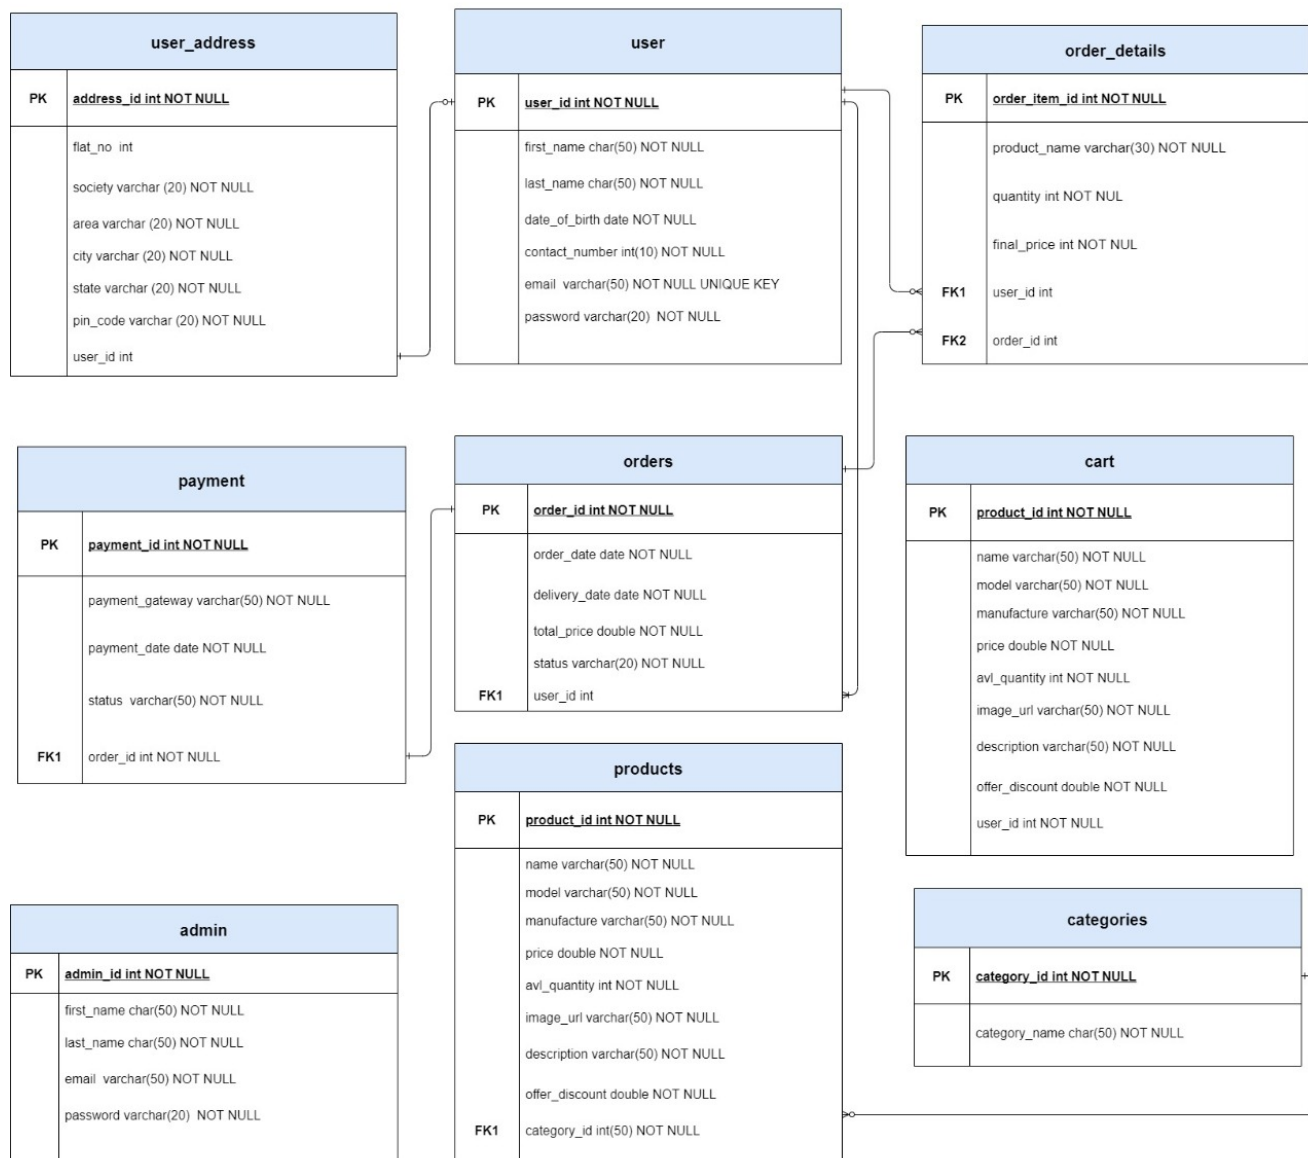 user_address
PK address_id int NOT NULL
flat_no int
society varchar (20) NOT NULL
area varchar (20) NOT NULL
city varchar (20) NOT NULL
state varchar (20) NOT NULL
pin_code varchar (20) NOT NULL
user_id int
user
PK user_id int NOT NULL
first_name char(50) NOT NULL
last_name char(50) NOT NULL
date_of_birth date NOT NULL
contact_number int(10) NOT NULL
email varchar(50) NOT NULL UNIQUE KEY
password varchar(20) NOT NULL
order_details
PK order_item_id int NOT NULL
product_name varchar(30) NOT NULL
quantity int NOT NUL
final_price int NOT NUL
FK1 user_id int
FK2 order_id int
payment
PK payment_id int NOT NULL
payment_gateway varchar(50) NOT NULL
payment_date date NOT NULL
status varchar(50) NOT NULL
FK1 order_id int NOT NULL
orders
PK order_id int NOT NULL
order_date date NOT NULL
delivery_date date NOT NULL
total_price double NOT NULL
status varchar(20) NOT NULL
FK1 user_id int
cart
PK product_id int NOT NULL
name varchar(50) NOT NULL
model varchar(50) NOT NULL
manufacture varchar(50) NOT NULL
price double NOT NULL
avl_quantity int NOT NULL
image_url varchar(50) NOT NULL
description varchar(50) NOT NULL
offer_discount double NOT NULL
user_id int NOT NULL
admin
PK admin_id int NOT NULL
first_name char(50) NOT NULL
last_name char(50) NOT NULL
email varchar(50) NOT NULL
password varchar(20) NOT NULL
products
PK product_id int NOT NULL
name varchar(50) NOT NULL
model varchar(50) NOT NULL
manufacture varchar(50) NOT NULL
price double NOT NULL
avl_quantity int NOT NULL
image_url varchar(50) NOT NULL
description varchar(50) NOT NULL
offer_discount double NOT NULL
FK1 category_id int(50) NOT NULL
categories
PK category_id int NOT NULL
category_name char(50) NOT NULL